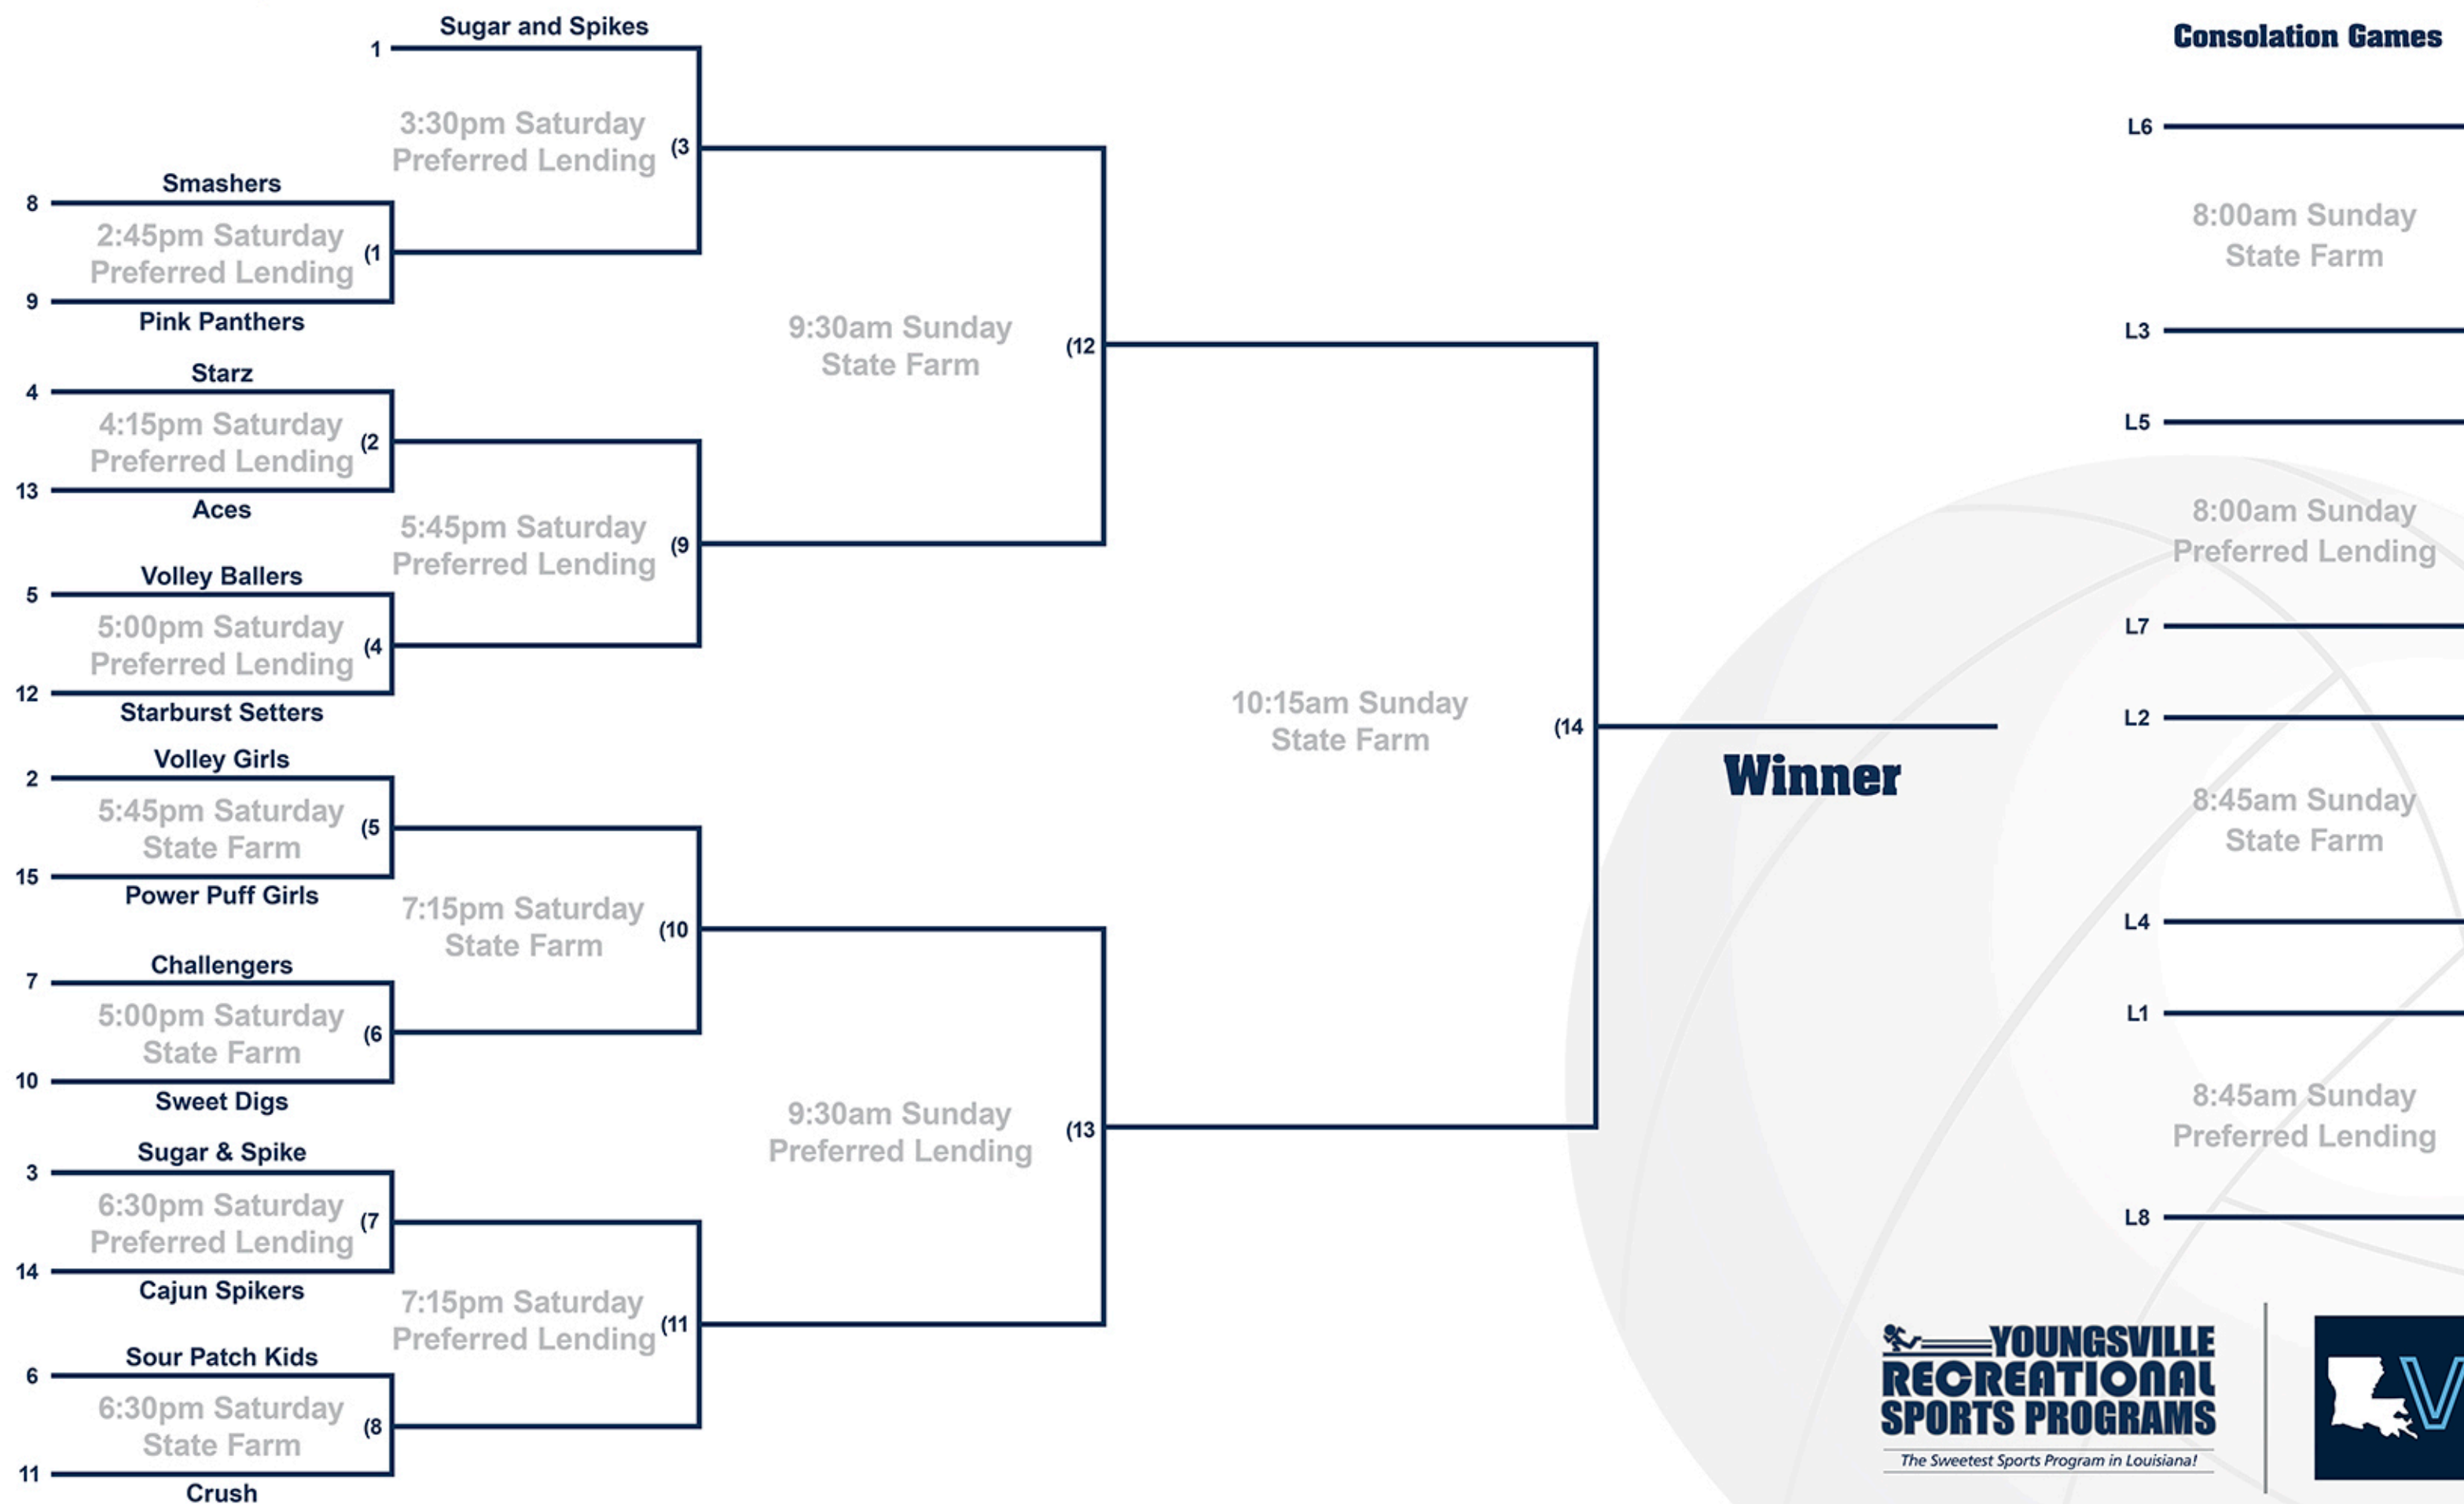 Sugar and Spikes
1
3:30pm Saturday
Preferred Lending
(3
Smashers
8
2:45pm Saturday
Preferred Lending
(1
9
Pink Panthers
Starz
4
4:15pm Saturday
Preferred Lending
(2
13
Aces
5:45pm Saturday
Preferred Lending
(9
Volley Ballers
5
5:00pm Saturday
Preferred Lending
(4
12
Starburst Setters
9:30am Sunday
State Farm
(12
Volley Girls
2
5:45pm Saturday
State Farm
(5
15
Power Puff Girls
7:15pm Saturday
State Farm
(10
Challengers
7
5:00pm Saturday
State Farm
(6
10
Sweet Digs
Sugar & Spike
3
6:30pm Saturday
Preferred Lending
(7
14
Cajun Spikers
7:15pm Saturday
Preferred Lending
(11
Sour Patch Kids
6
6:30pm Saturday
State Farm
(8
11
Crush
9:30am Sunday
Preferred Lending
(13
10:15am Sunday
State Farm
(14
Winner
Consolation Games
L6
8:00am Sunday
State Farm
L3
L5
8:00am Sunday
Preferred Lending
L7
L2
8:45am Sunday
State Farm
L4
L1
8:45am Sunday
Preferred Lending
L8
YOUNGSVILLE
RECREATIONAL
SPORTS PROGRAMS
The Sweetest Sports Program in Louisiana!
V